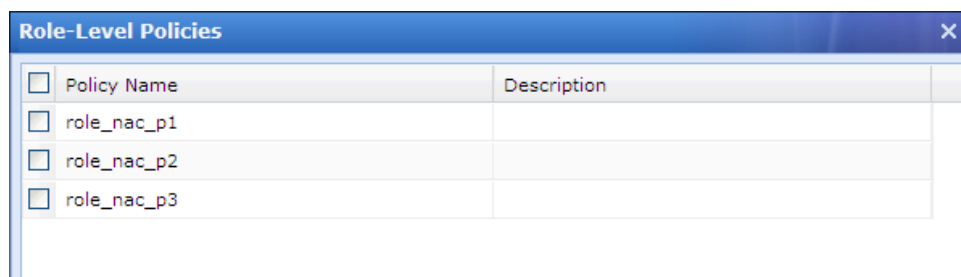 Role-Level Policies
Policy Name Description
role_nac_p1
role_nac_p2
role_nac_p3